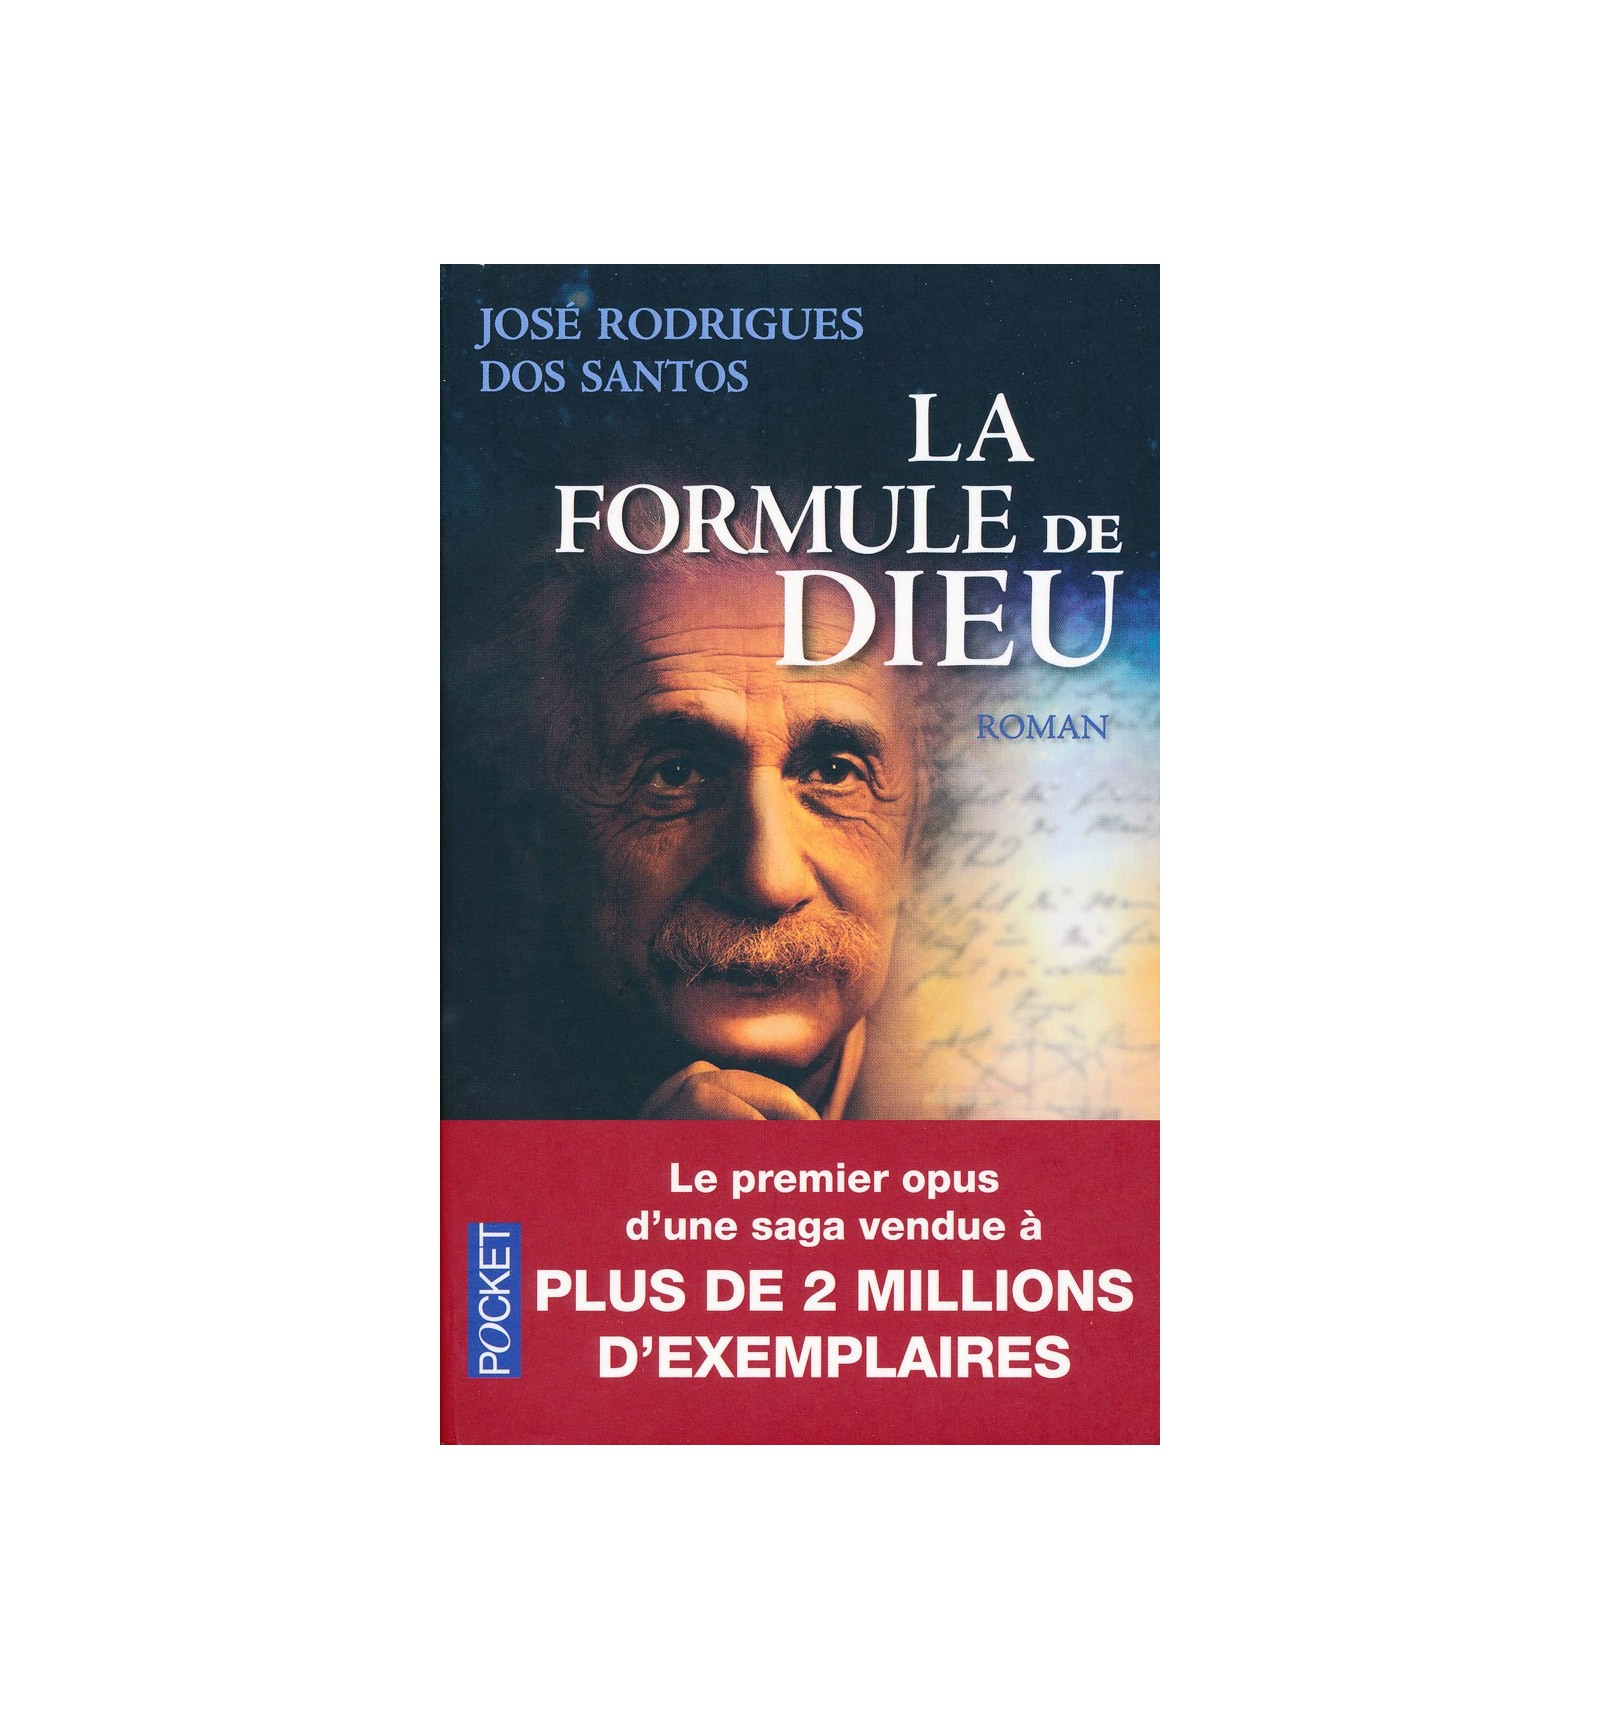 JOSÉ RODRIGUES
DOS SANTOS
LA
FORMULE DE
DIEU
ROMAN
Le premier opus
d'une saga vendue à
PLUS DE 2 MILLIONS
D'EXEMPLAIRES
POCKET